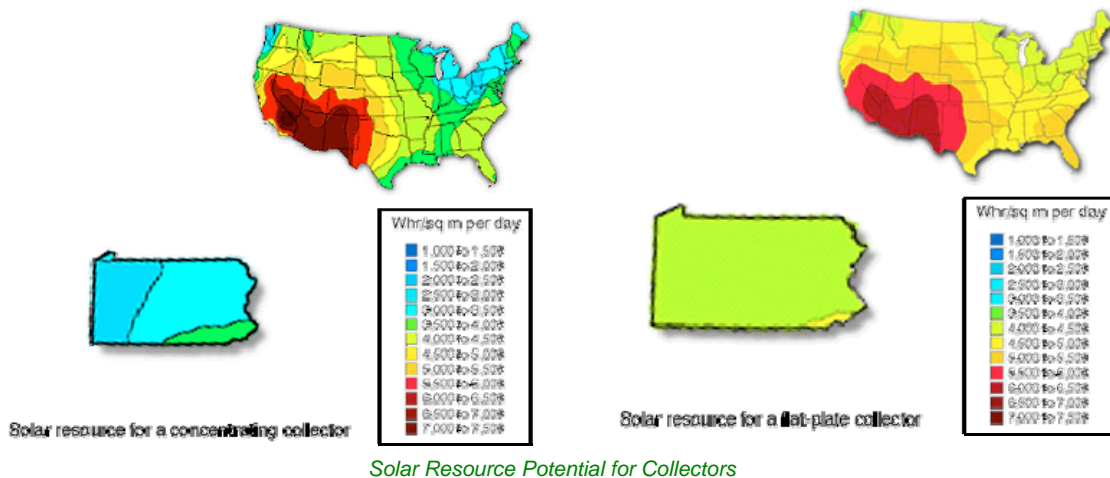 Whr/sq m per day
1,000 to 1,500
1,500 to 2,000
2,000 to 2,500
2,500 to 3,000
3,000 to 3,500
3,500 to 4,000
4,000 to 4,500
4,500 to 5,000
5,000 to 5,500
5,500 to 6,000
6,000 to 6,500
6,500 to 7,000
7,000 to 7,500
Solar resource for a concentrating collector
Whr/sq m per day
1,000 to 1,500
1,500 to 2,000
2,000 to 2,500
2,500 to 3,000
3,000 to 3,500
3,500 to 4,000
4,000 to 4,500
4,500 to 5,000
5,000 to 5,500
5,500 to 6,000
6,000 to 6,500
6,500 to 7,000
7,000 to 7,500
Solar resource for a flat-plate collector
Solar Resource Potential for Collectors